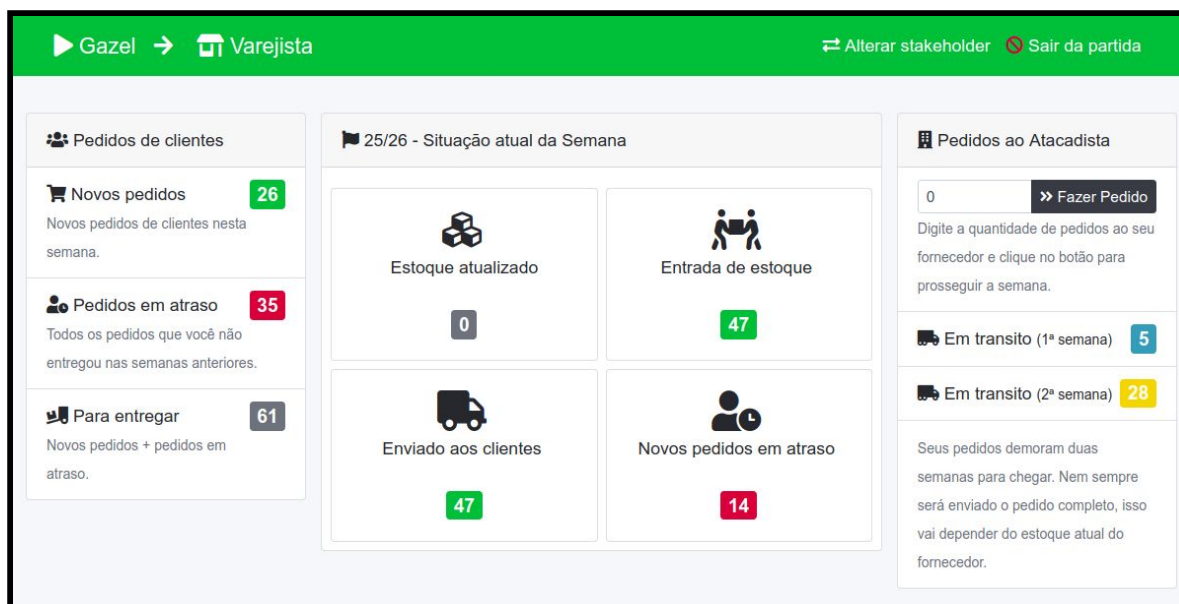 Gazel → Varejista
Alterar stakeholder Sair da partida
Pedidos de clientes
Novos pedidos 26
Novos pedidos de clientes nesta
semana.
Pedidos em atraso 35
Todos os pedidos que você não
entregou nas semanas anteriores.
Para entregar 61
Novos pedidos + pedidos em
atraso.
25/26 - Situação atual da Semana
Estoque atualizado
0
Entrada de estoque
47
Enviado aos clientes
47
Novos pedidos em atraso
14
Pedidos ao Atacadista
0 Fazer Pedido
Digite a quantidade de pedidos ao seu
fornecedor e clique no botão para
prosseguir a semana.
Em transito (1ª semana) 5
Em transito (2ª semana) 28
Seus pedidos demoram duas
semanas para chegar. Nem sempre
será enviado o pedido completo, isso
vai depender do estoque atual do
fornecedor.